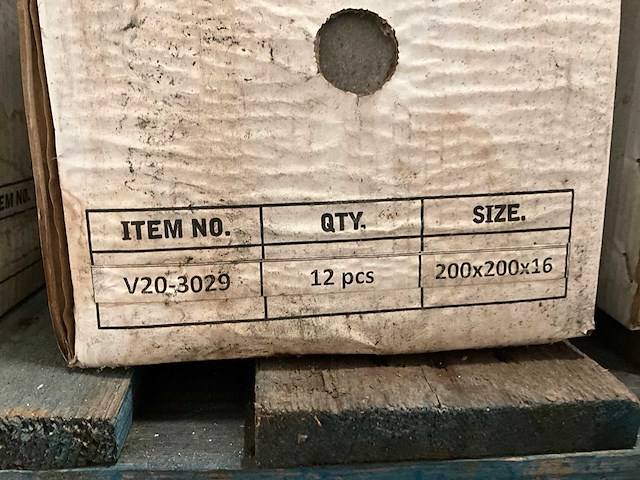 ITEM NO. QTY. SIZE.
V20-3029 12 pcs 200x200x16
EM NO.